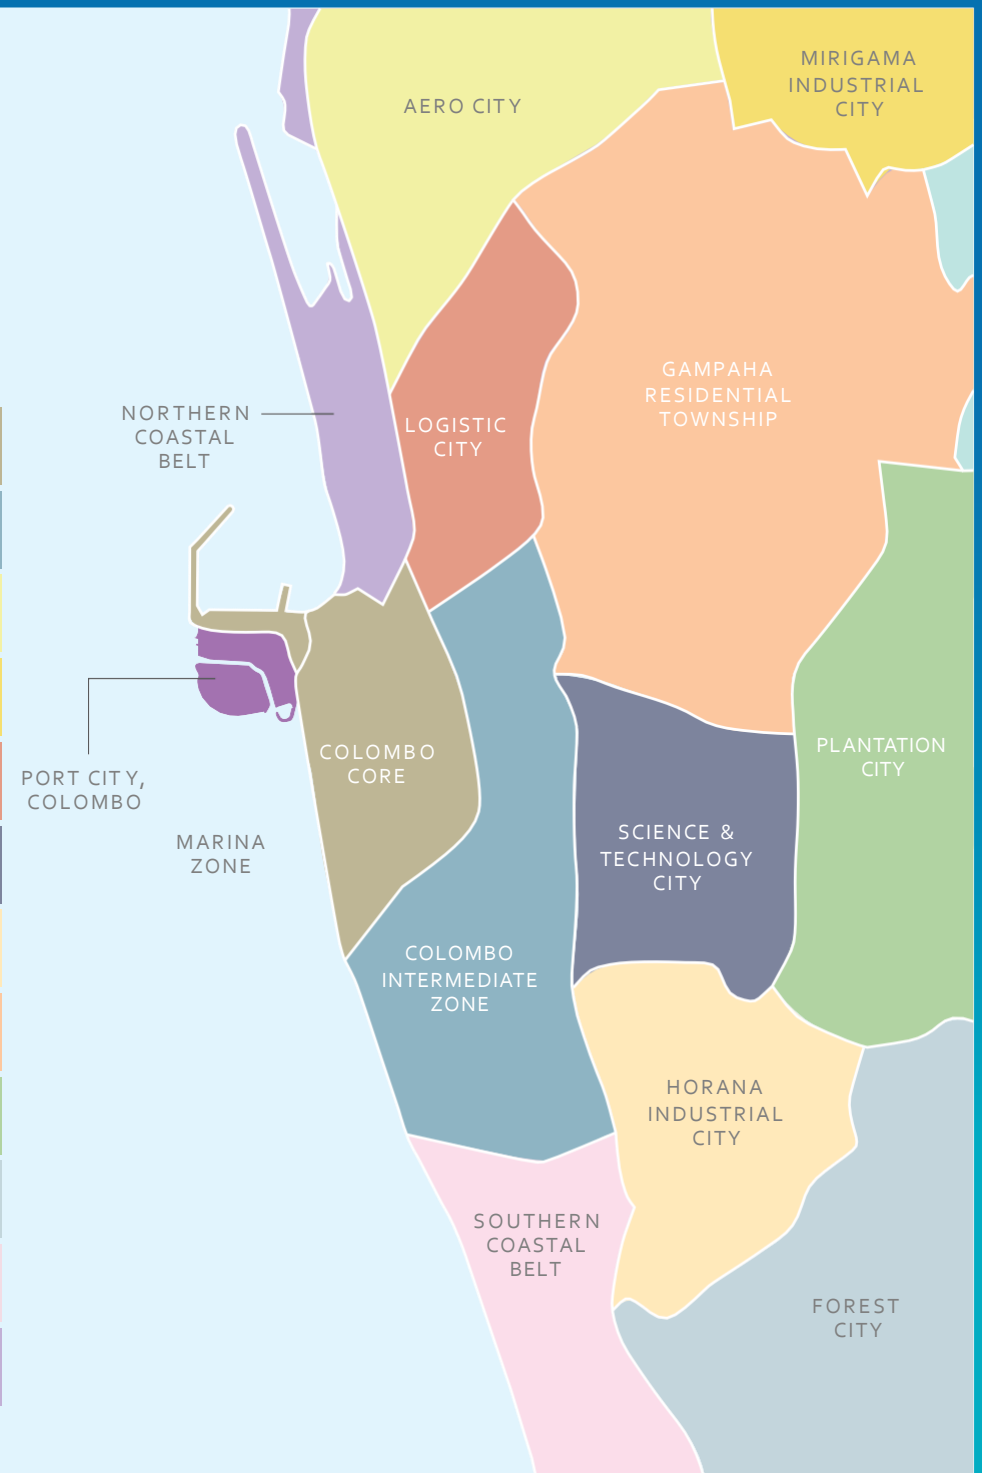 MIRIGAMA
INDUSTRIAL
CITY
AERO CITY
GAMPAHA
RESIDENTIAL
TOWNSHIP
NORTHERN
COASTAL
BELT
LOGISTIC
CITY
PLANTATION
CITY
COLOMBO
CORE
PORT CITY,
COLOMBO
MARINA
ZONE
SCIENCE &
TECHNOLOGY
CITY
COLOMBO
INTERMEDIATE
ZONE
HORANA
INDUSTRIAL
CITY
SOUTHERN
COASTAL
BELT
FOREST
CITY